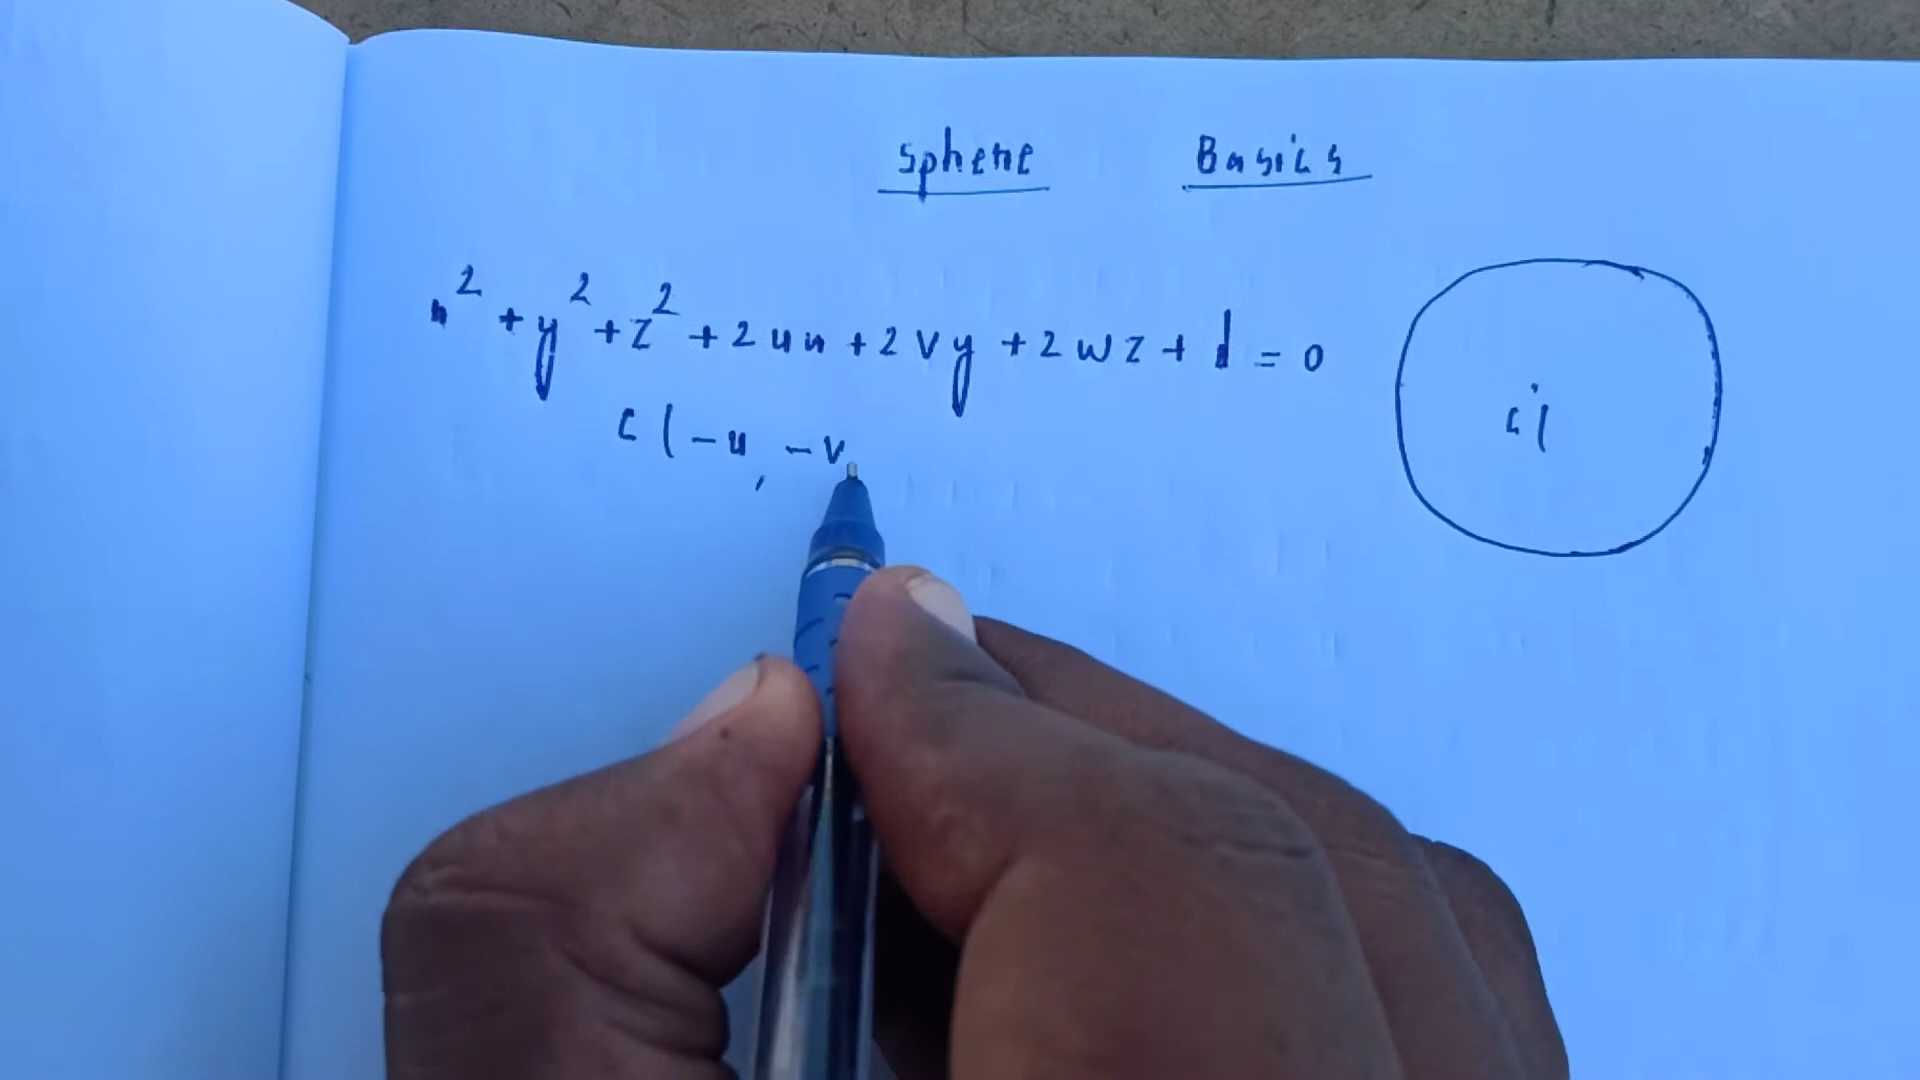 Sphere Basics
x² + y² + z² + 2ux + 2vy + 2wz + d = 0
C(-u, -v
C(